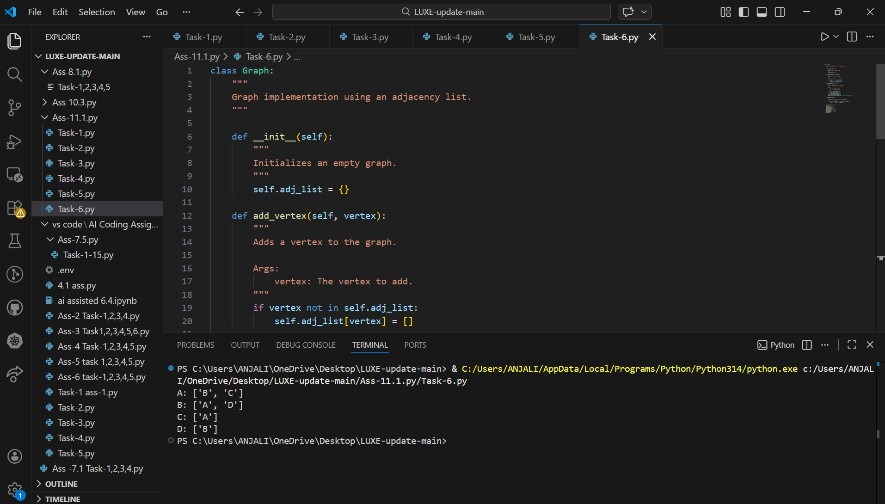 File Edit Selection View Go ··· LUXE-update-main
EXPLORER ···
LUXE-UPDATE-MAIN
Ass 8.1.py
Task-1,2,3,4,5
Ass 10.3.py
Ass-11.1.py
Task-1.py
Task-2.py
Task-3.py
Task-4.py
Task-5.py
Task-6.py
vs code\AI Coding Assig...
Ass-7.5.py
Task-1-15.py
.env
4.1 ass.py
ai assisted 6.4.ipynb
Ass-2 Task-1,2,3,4.py
Ass-3 Task1,2,3,4,5,6.py
Ass-4 Task-1,2,3,4,5.py
Ass-5 task 1,2,3,4,5.py
Ass-6 task-1,2,3,4,5.py
Task-1 ass-1.py
Task-2.py
Task-3.py
Task-4.py
Task-5.py
Ass -7.1 Task-1,2,3,4.py
OUTLINE
TIMELINE
1
Task-1.py Task-2.py Task-3.py Task-4.py Task-5.py Task-6.py
Ass-11.1.py > Task-6.py > ...
1 class Graph:
2 """
3 Graph implementation using an adjacency list.
4 """
5
6 def __init__(self):
7 """
8 Initializes an empty graph.
9 """
10 self.adj_list = {}
11
12 def add_vertex(self, vertex):
13 """
14 Adds a vertex to the graph.
15
16 Args:
17 vertex: The vertex to add.
18 """
19 if vertex not in self.adj_list:
20 self.adj_list[vertex] = []
PROBLEMS OUTPUT DEBUG CONSOLE TERMINAL PORTS Python ···
PS C:\Users\ANJALI\OneDrive\Desktop\LUXE-update-main> & C:/Users/ANJALI/AppData/Local/Programs/Python/Python314/python.exe c:/Users/ANJAL
I/OneDrive/Desktop/LUXE-update-main/Ass-11.1.py/Task-6.py
A: ['B', 'C']
B: ['A', 'D']
C: ['A']
D: ['B']
PS C:\Users\ANJALI\OneDrive\Desktop\LUXE-update-main>